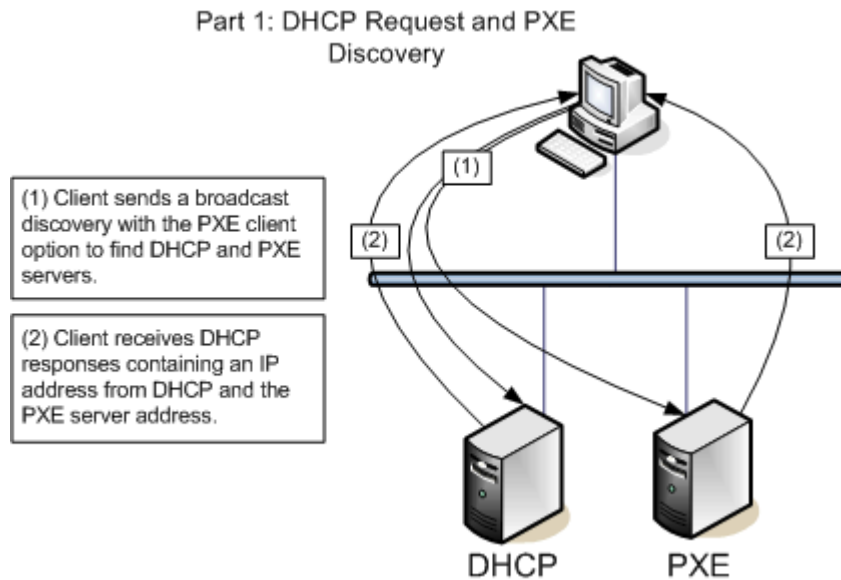 Part 1: DHCP Request and PXE
Discovery
(1)
(1) Client sends a broadcast
discovery with the PXE client
option to find DHCP and PXE
servers.
(2)
(2)
(2) Client receives DHCP
responses containing an IP
address from DHCP and the
PXE server address.
DHCP
PXE